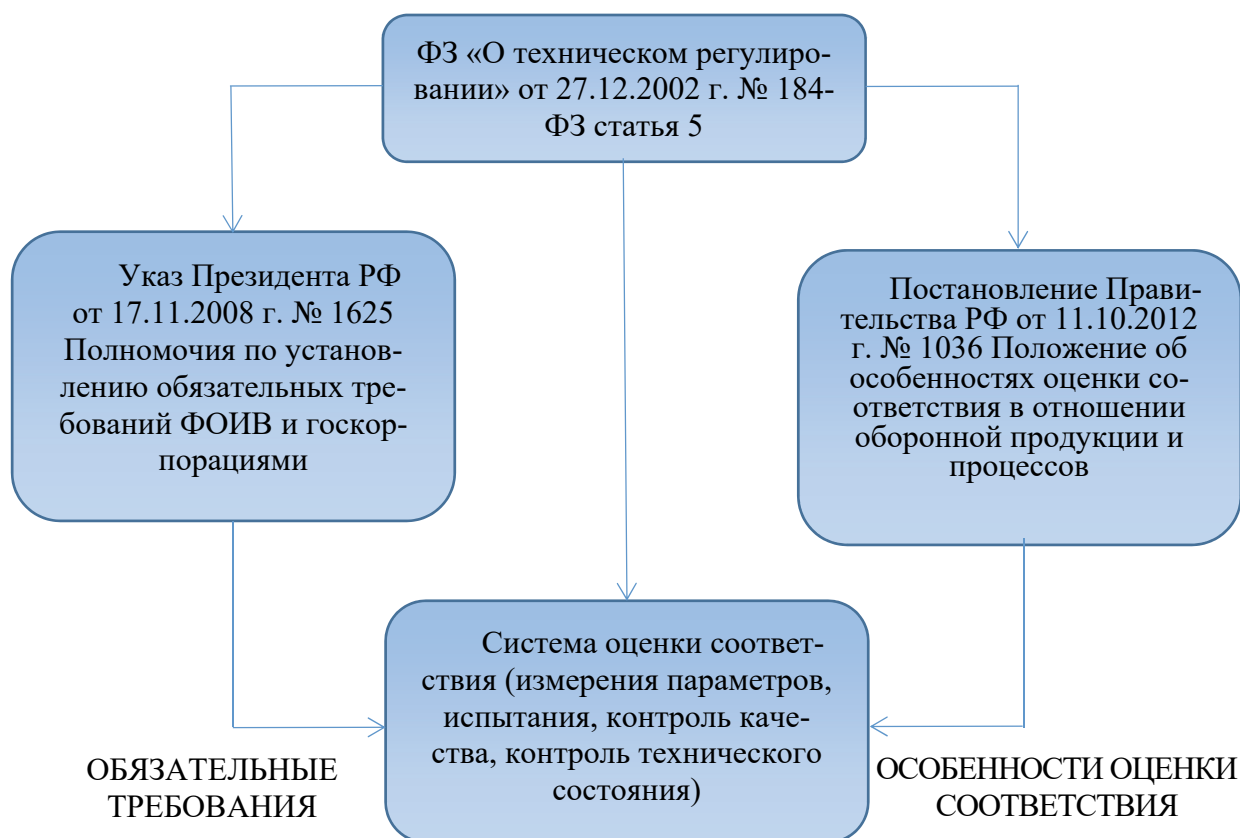 ФЗ «О техническом регулиро-
вании» от 27.12.2002 г. № 184-
ФЗ статья 5
Указ Президента РФ
от 17.11.2008 г. № 1625
Полномочия по установ-
лению обязательных тре-
бований ФОИВ и госкор-
порациями
Постановление Прави-
тельства РФ от 11.10.2012
г. № 1036 Положение об
особенностях оценки со-
ответствия в отношении
оборонной продукции и
процессов
Система оценки соответ-
ствия (измерения параметров,
испытания, контроль каче-
ства, контроль технического
состояния)
ОБЯЗАТЕЛЬНЫЕ
ТРЕБОВАНИЯ
ОСОБЕННОСТИ ОЦЕНКИ
СООТВЕТСТВИЯ